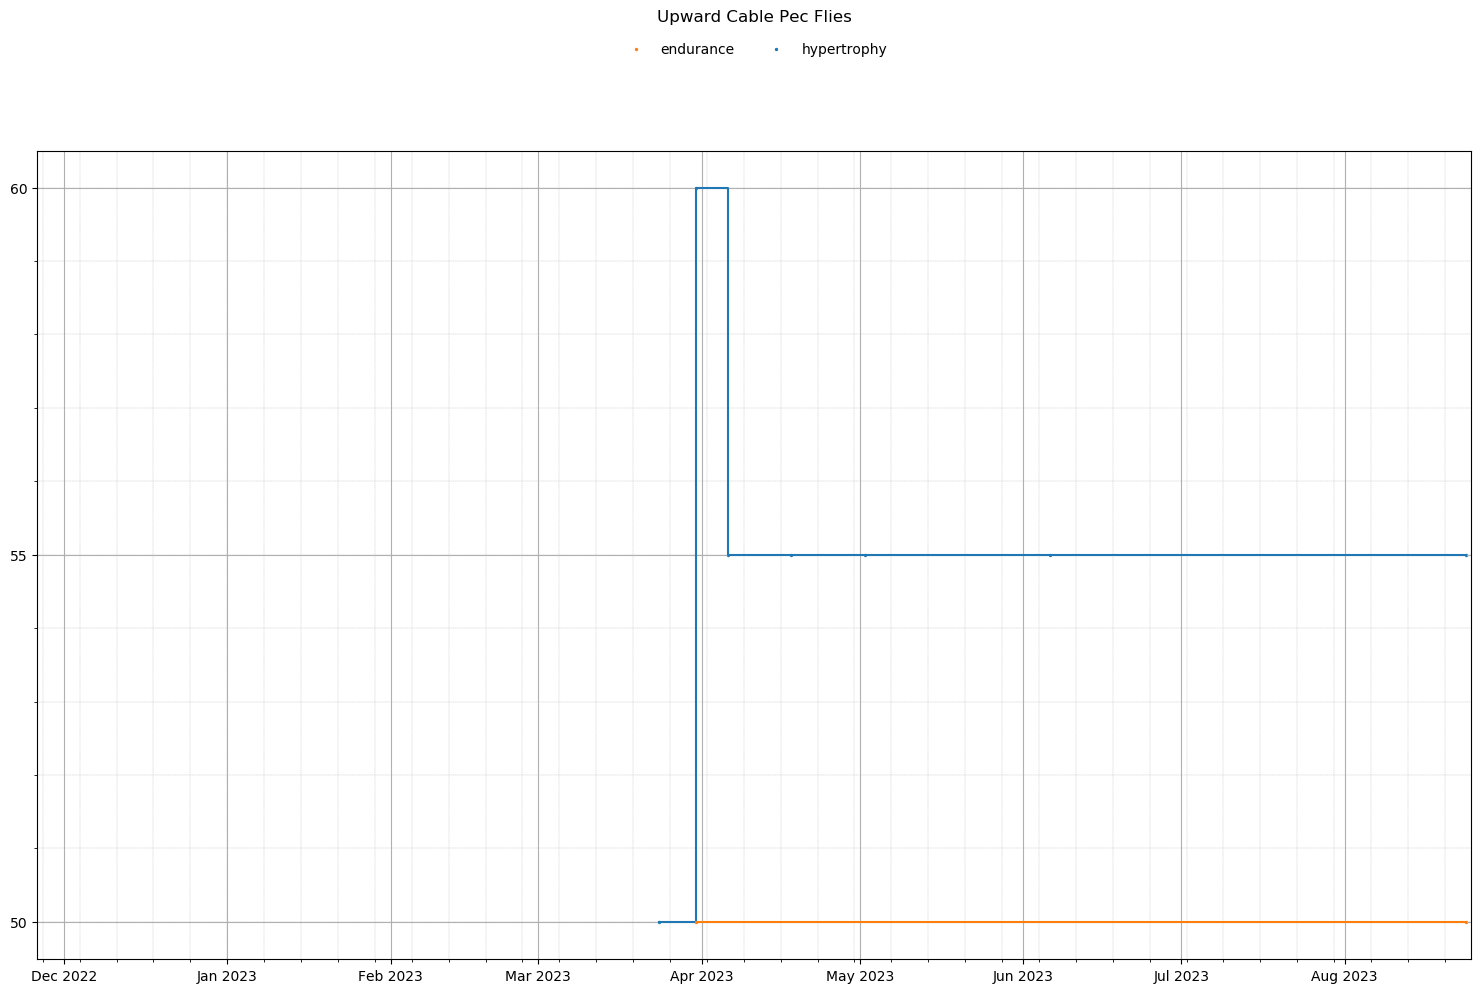 Upward Cable Pec Flies
endurance hypertrophy
60
55
50
Dec 2022 Jan 2023 Feb 2023 Mar 2023 Apr 2023 May 2023 Jun 2023 Jul 2023 Aug 2023